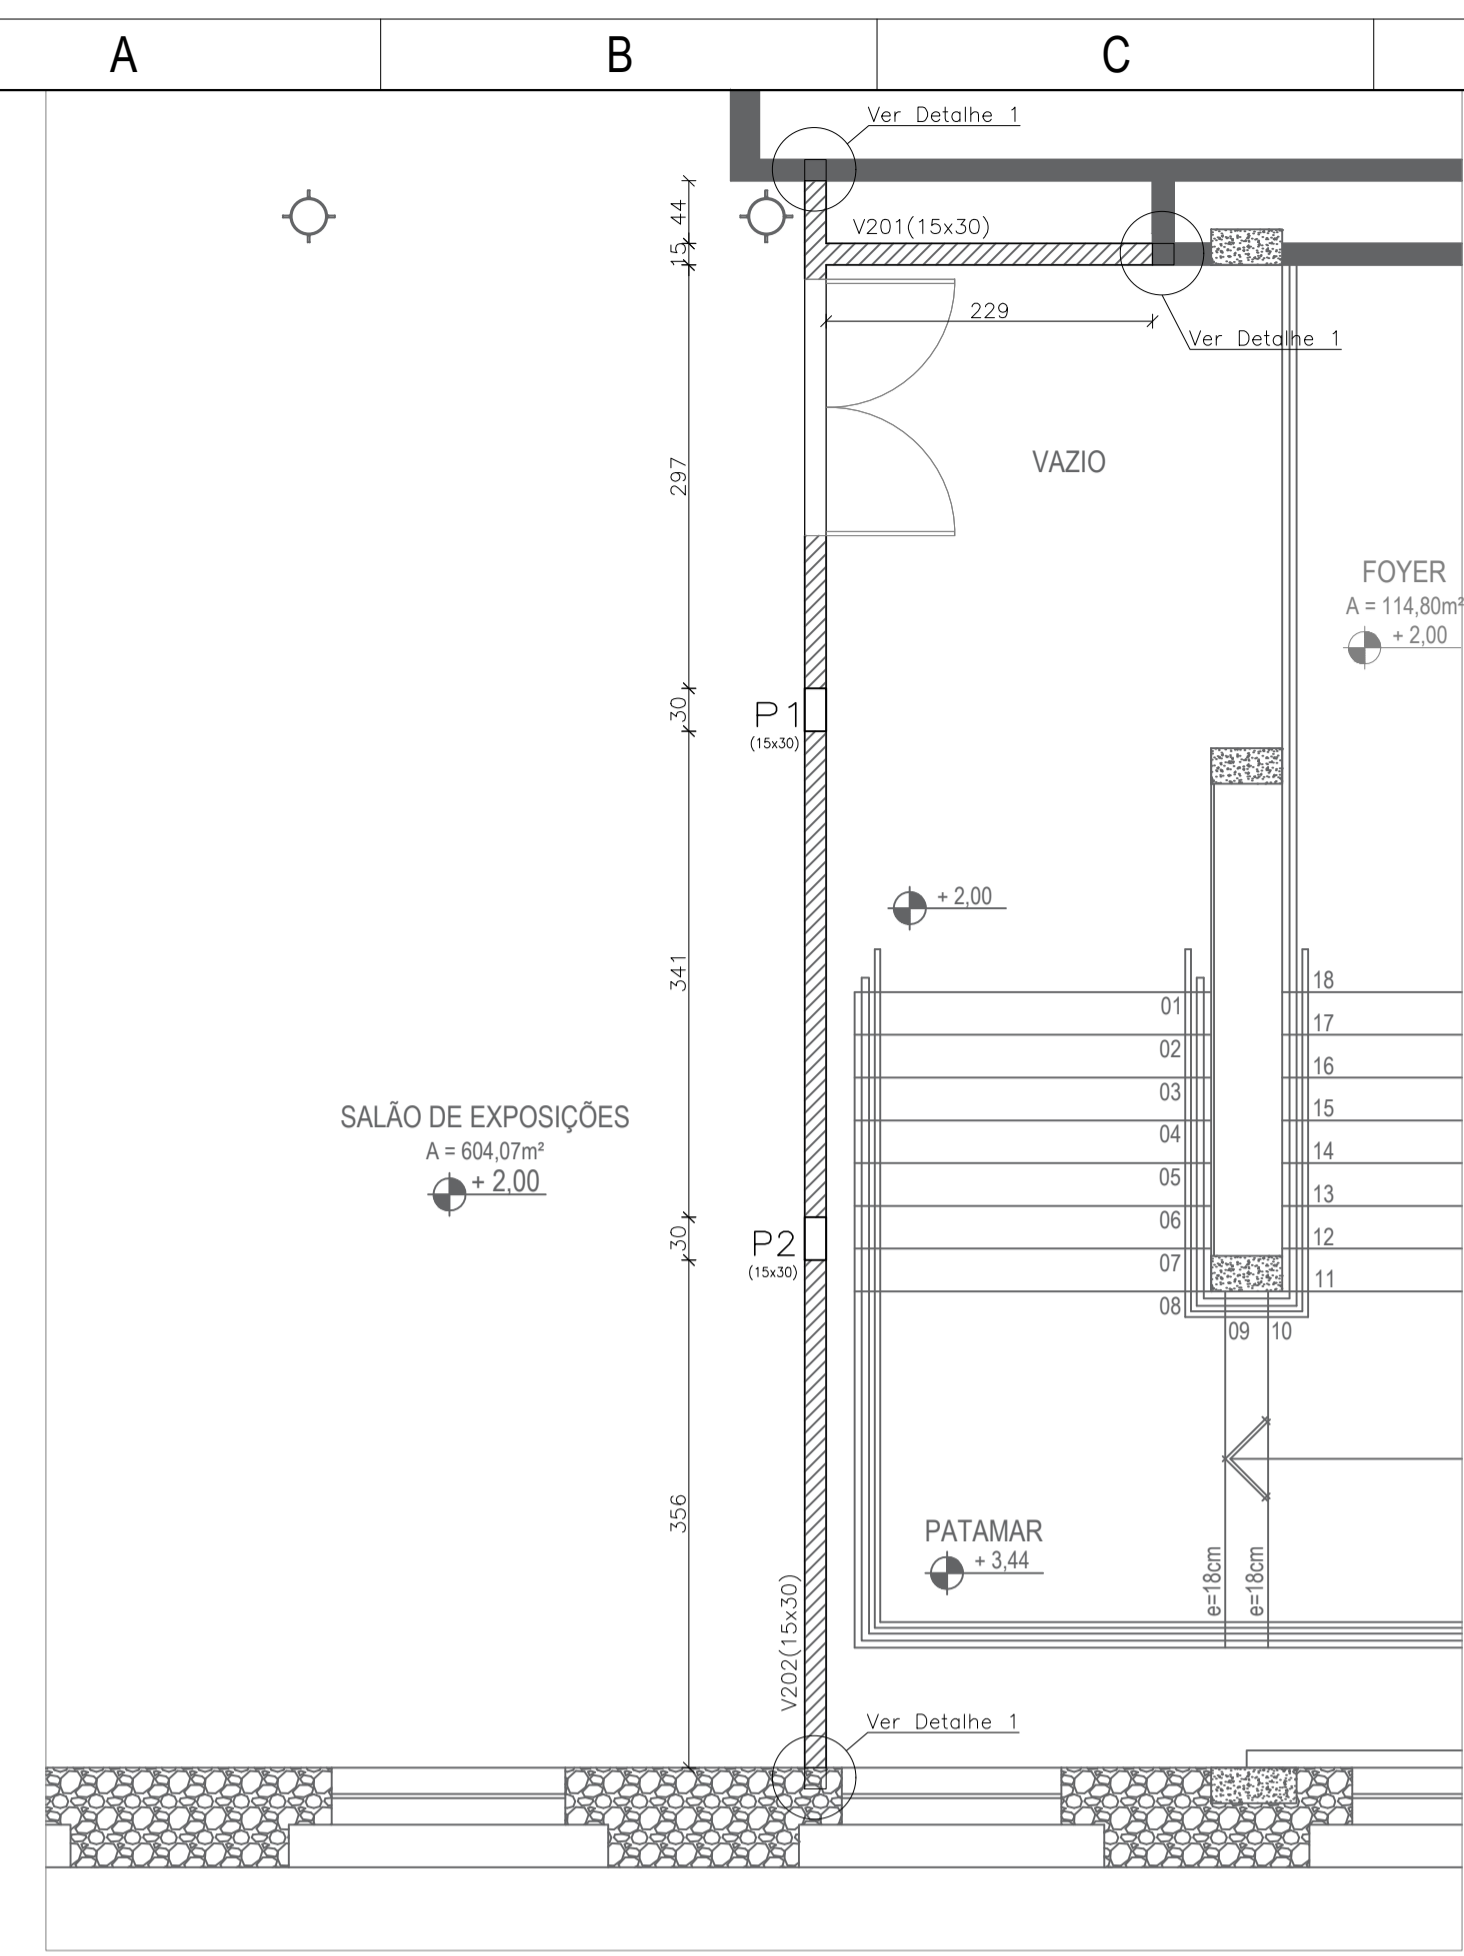 A
B
C
Ver Detalhe 1
44
15
V201(15x30)
229
Ver Detalhe 1
297
VAZIO
FOYER
A = 114,80m²
+ 2,00
30
P1
(15x30)
+ 2,00
341
01
02
03
04
05
06
07
08
18
17
16
15
14
13
12
11
09
10
SALÃO DE EXPOSIÇÕES
A = 604,07m²
+ 2,00
30
P2
(15x30)
356
PATAMAR
+ 3,44
e=18cm
e=18cm
V202(15x30)
Ver Detalhe 1